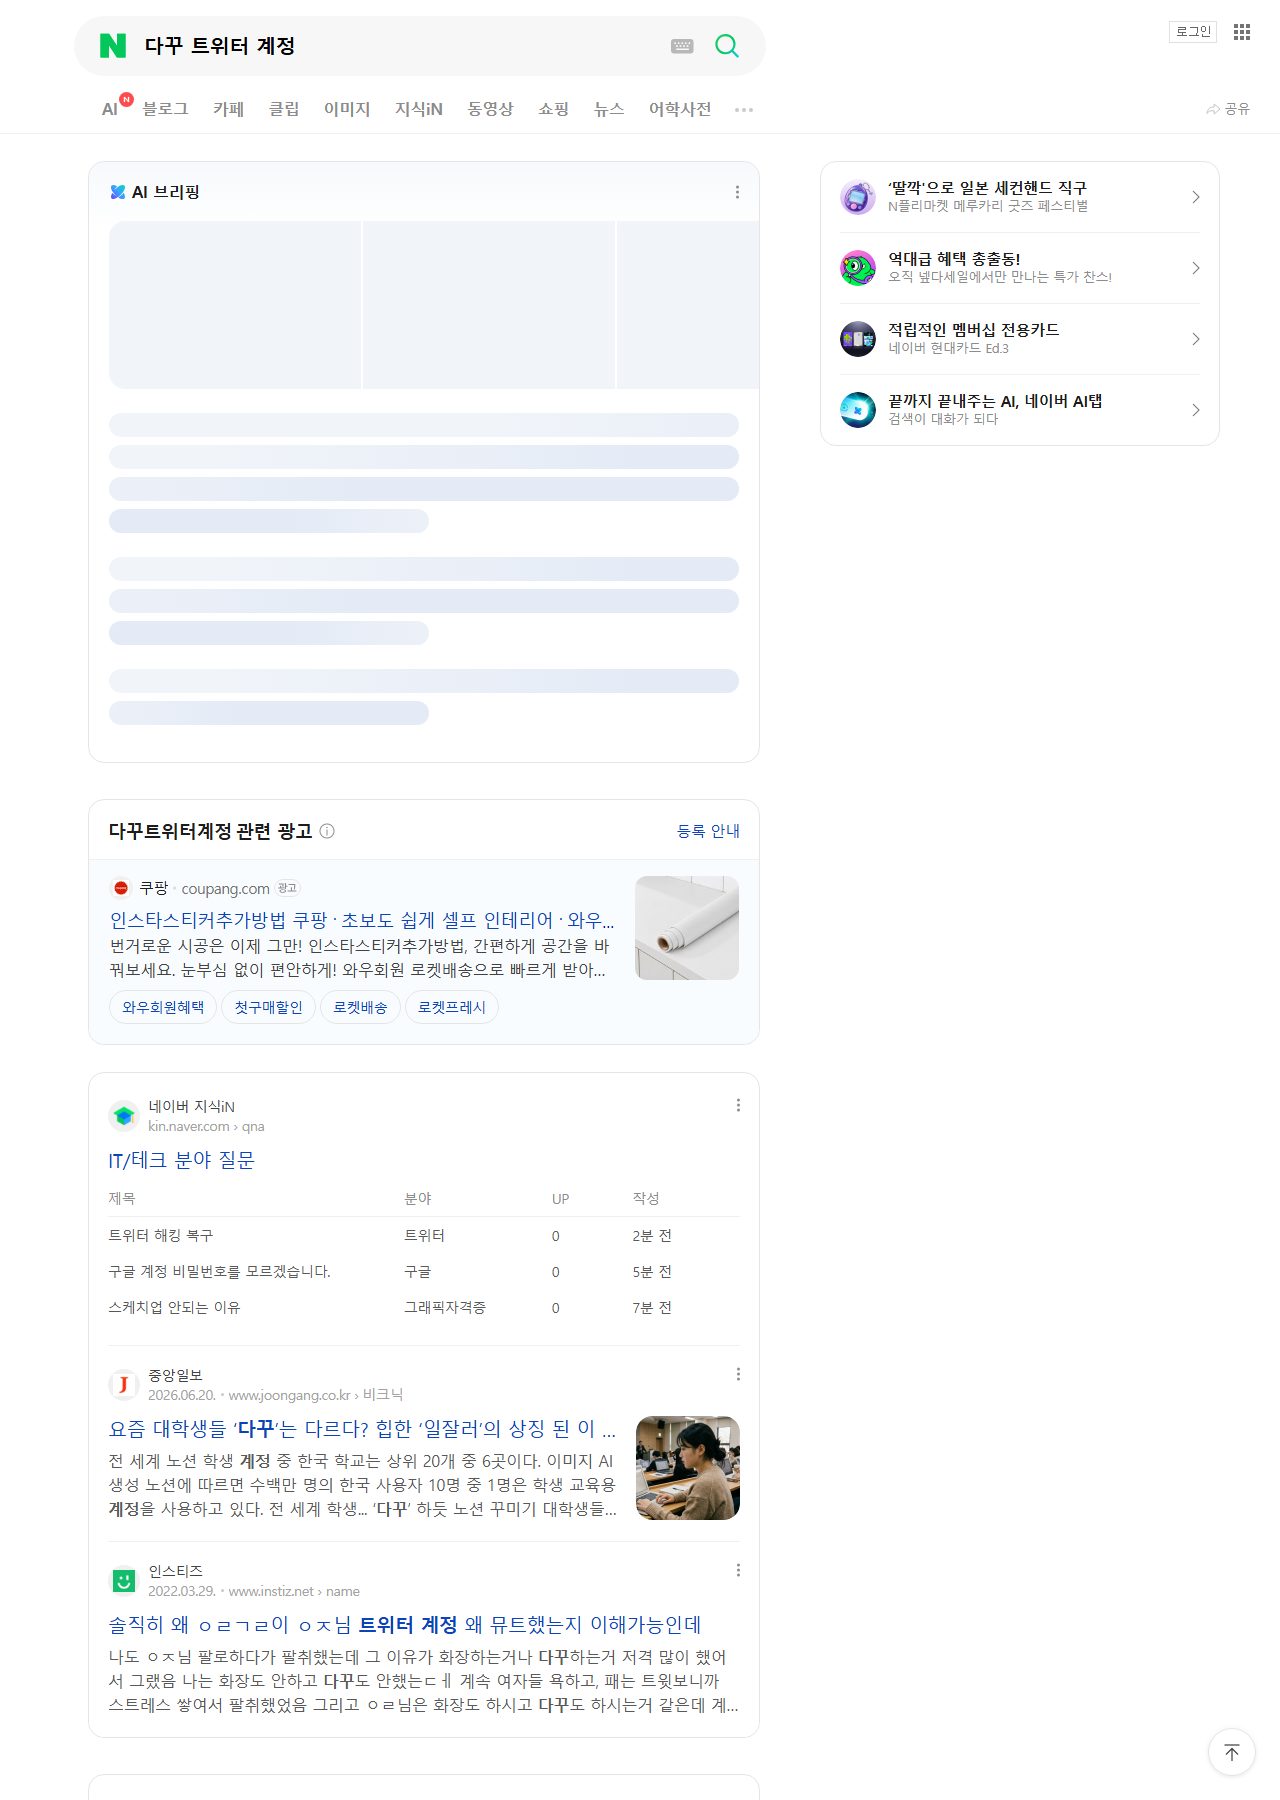 다꾸 트위터 계정
로그인
AI
블로그
카페
클립
이미지
지식iN
동영상
쇼핑
뉴스
어학사전
공유
AI 브리핑
다꾸트위터계정 관련 광고
등록 안내
쿠팡 · coupang.com 광고
인스타스티커추가방법 쿠팡 · 초보도 쉽게 셀프 인테리어 · 와우...
번거로운 시공은 이제 그만! 인스타스티커추가방법, 간편하게 공간을 바
꿔보세요. 눈부심 없이 편안하게! 와우회원 로켓배송으로 빠르게 받아...
와우회원혜택
첫구매할인
로켓배송
로켓프레시
네이버 지식iN
kin.naver.com › qna
IT/테크 분야 질문
제목 분야 UP 작성
트위터 해킹 복구 트위터 0 2분 전
구글 계정 비밀번호를 모르겠습니다. 구글 0 5분 전
스케치업 안되는 이유 그래픽자격증 0 7분 전
중앙일보
2026.06.20. · www.joongang.co.kr › 비크닉
요즘 대학생들 ‘다꾸’는 다르다? 힙한 ‘일잘러’의 상징 된 이 ...
전 세계 노션 학생 계정 중 한국 학교는 상위 20개 중 6곳이다. 이미지 AI
생성 노션에 따르면 수백만 명의 한국 사용자 10명 중 1명은 학생 교육용
계정을 사용하고 있다. 전 세계 학생... ‘다꾸’ 하듯 노션 꾸미기 대학생들...
인스티즈
2022.03.29. · www.instiz.net › name
솔직히 왜 ㅇㄹㄱㄹ이 ㅇㅈ님 트위터 계정 왜 뮤트했는지 이해가능인데
나도 ㅇㅈ님 팔로하다가 팔취했는데 그 이유가 화장하는거나 다꾸하는거 저격 많이 했어
서 그랬음 나는 화장도 안하고 다꾸도 안했는ㄷㅔ 계속 여자들 욕하고, 패는 트윗보니까
스트레스 쌓여서 팔취했었음 그리고 ㅇㄹ님은 화장도 하시고 다꾸도 하시는거 같은데 계...
‘딸깍’으로 일본 세컨핸드 직구
N플리마켓 메루카리 굿즈 페스티벌
역대급 혜택 총출동!
오직 넾다세일에서만 만나는 특가 찬스!
적립적인 멤버십 전용카드
네이버 현대카드 Ed.3
끝까지 끝내주는 AI, 네이버 AI탭
검색이 대화가 되다